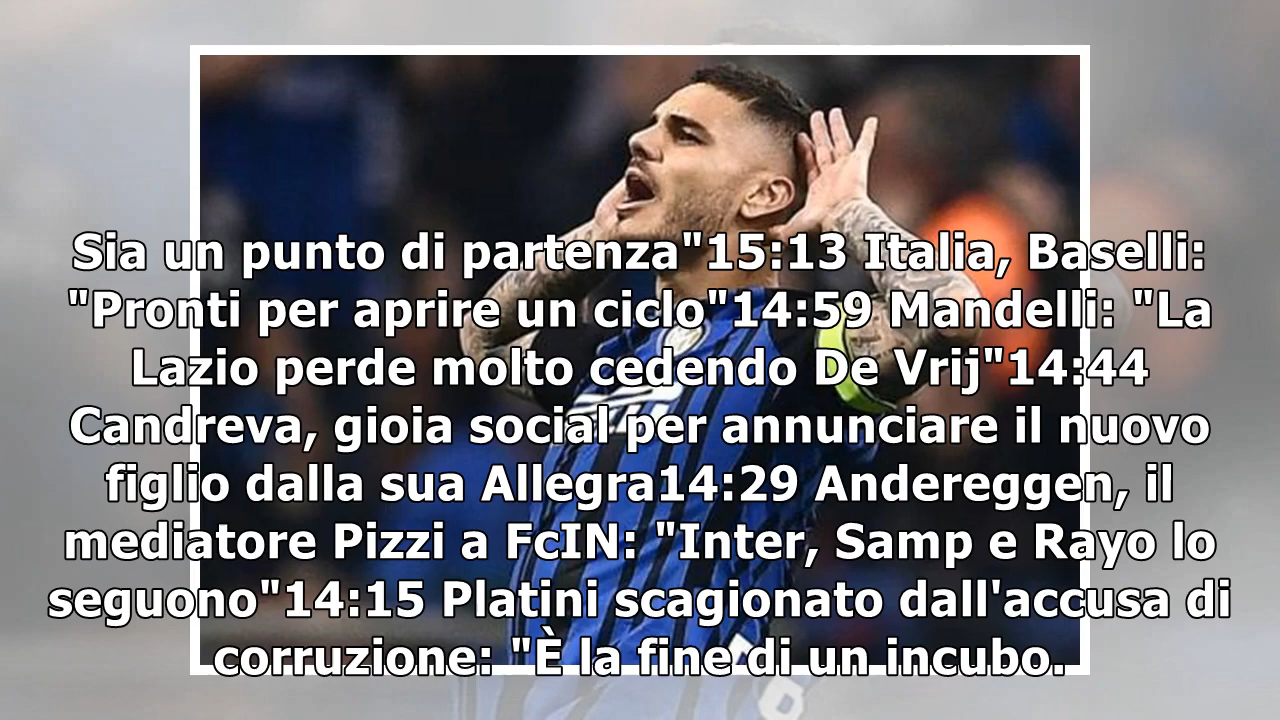 Sia un punto di partenza"15:13 Italia, Baselli:
"Pronti per aprire un ciclo"14:59 Mandelli: "La
Lazio perde molto cedendo De Vrij"14:44
Candreva, gioia social per annunciare il nuovo
figlio dalla sua Allegra14:29 Andereggen, il
mediatore Pizzi a FcIN: "Inter, Samp e Rayo lo
seguono"14:15 Platini scagionato dall'accusa di
corruzione: "È la fine di un incubo.